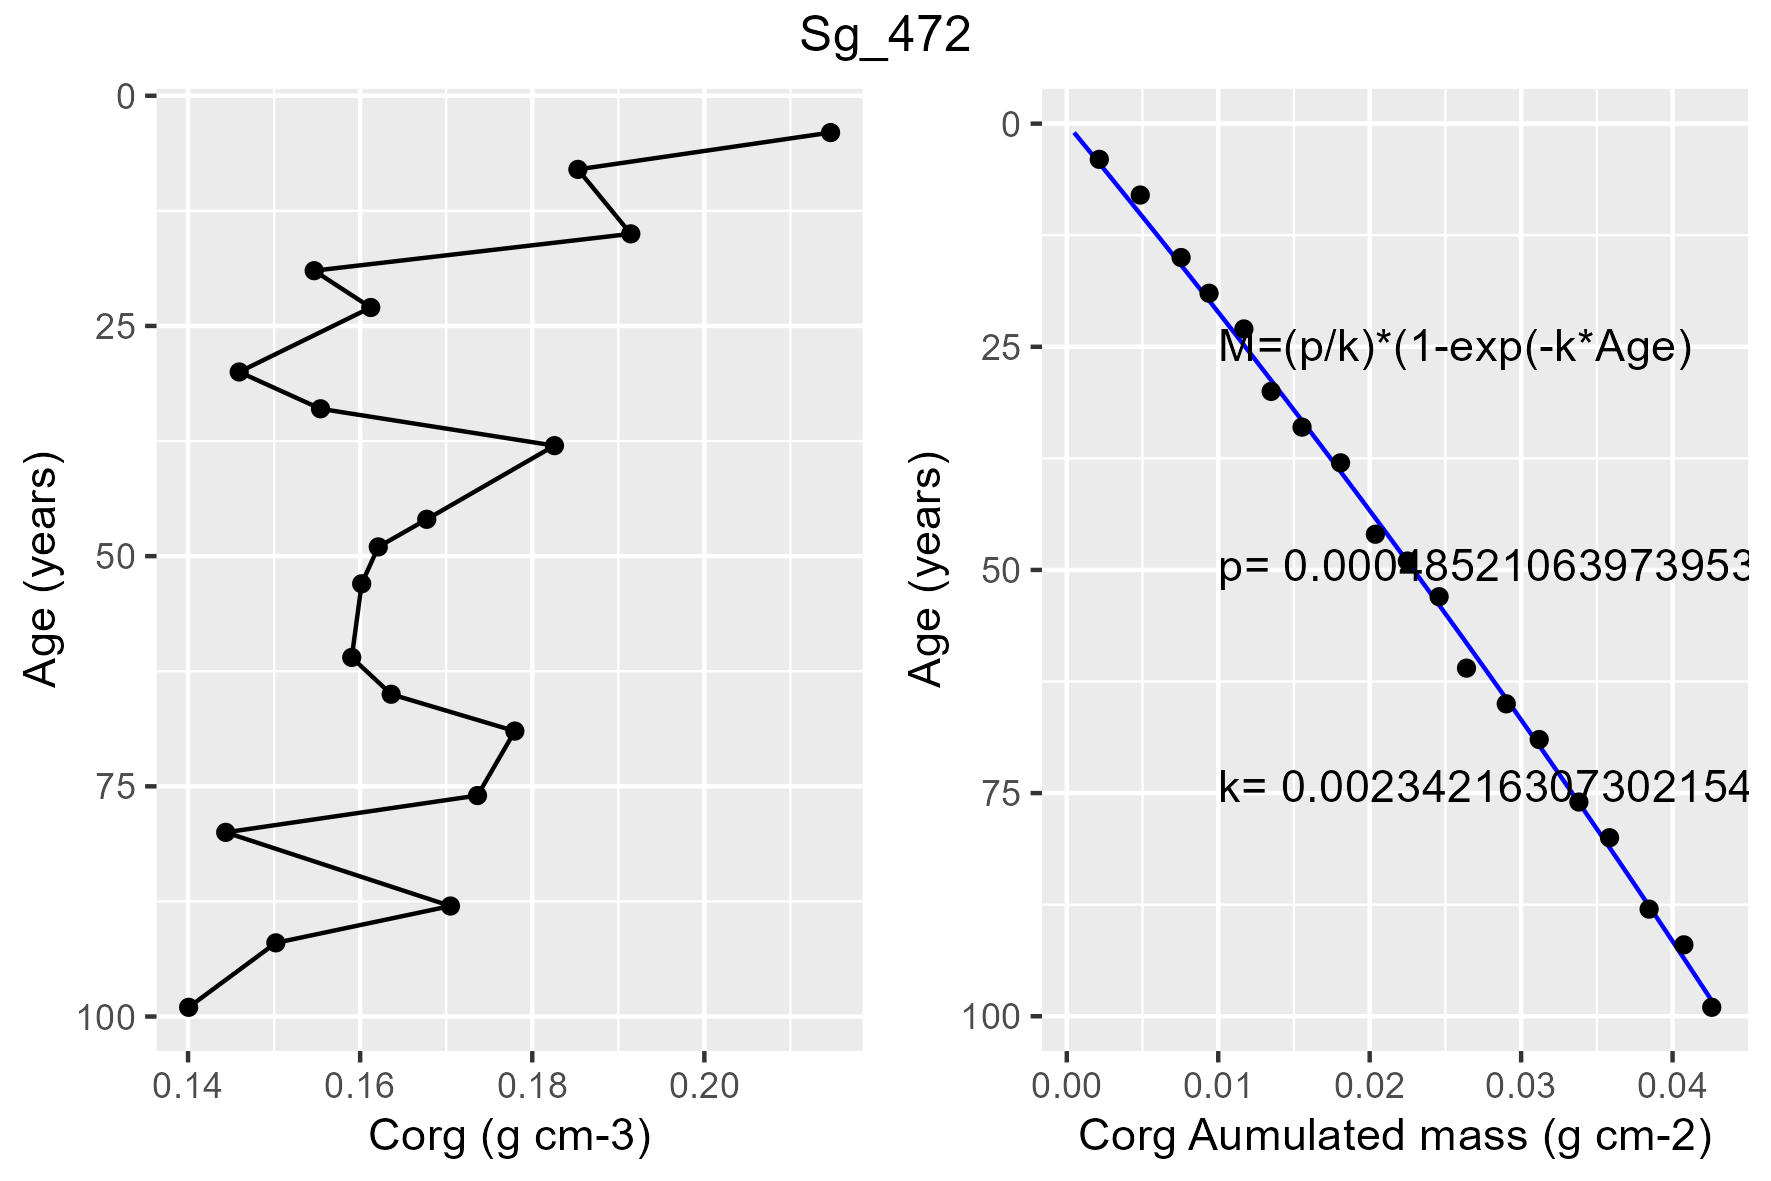 Sg_472
Age (years)
0
25
50
75
100
0.14 0.16 0.18 0.20
Corg (g cm-3)
Age (years)
0
25
50
75
100
M=(p/k)*(1-exp(-k*Age)
p= 0.00048521063973953
k= 0.00234216307302154
0.00 0.01 0.02 0.03 0.04
Corg Aumulated mass (g cm-2)